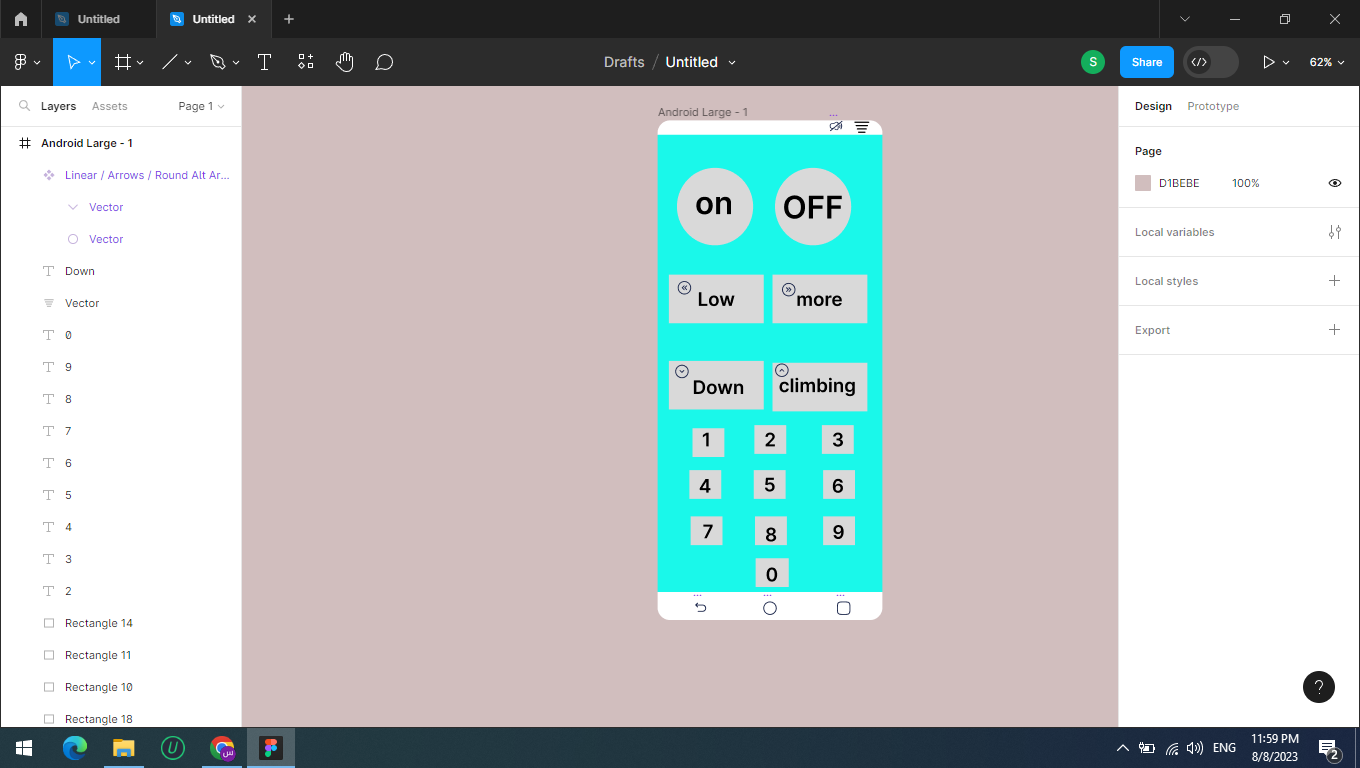 Untitled
Untitled
Drafts / Untitled
S
Share
62%
Layers
Assets
Page 1
Android Large - 1
Linear / Arrows / Round Alt Ar...
Vector
Vector
Down
Vector
0
9
8
7
6
5
4
3
2
Rectangle 14
Rectangle 11
Rectangle 10
Rectangle 18
Android Large - 1
on
OFF
Low
more
Down
climbing
1
2
3
4
5
6
7
8
9
0
Design
Prototype
Page
D1BEBE
100%
Local variables
Local styles
Export
?
س
ENG
11:59 PM
8/8/2023
2